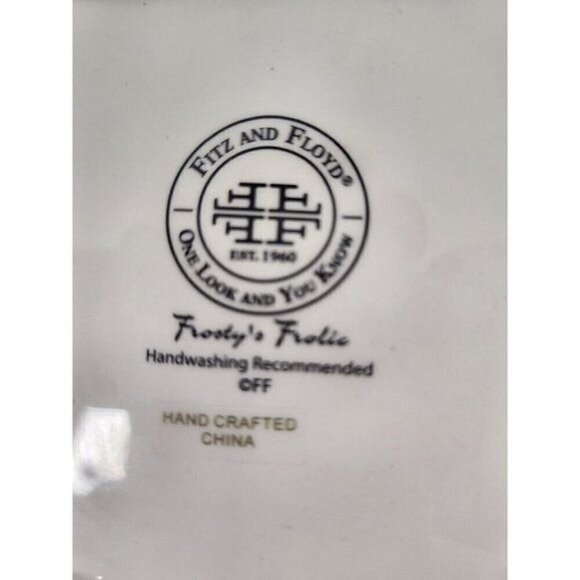 FITZ AND FLOYD®
EST. 1960
ONE LOOK AND YOU KNOW
Frosty's Frolic
Handwashing Recommended
©FF
HAND CRAFTED
CHINA